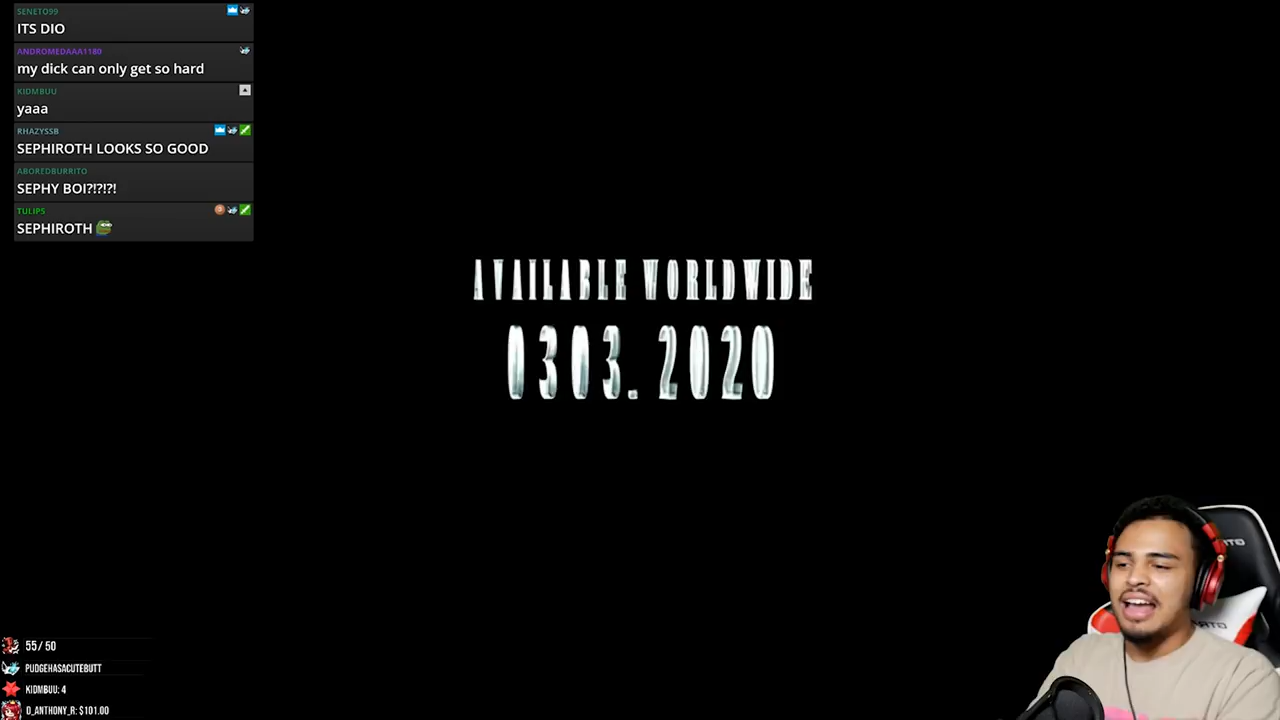 SENETO99
ITS DIO
ANDROMEDAAA1180
my dick can only get so hard
KIDMBUU
yaaa
RHAZYSSB
SEPHIROTH LOOKS SO GOOD
ABOREDBURRITO
SEPHY BOI?!?!?!
TULIPS
SEPHIROTH
AVAILABLE WORLDWIDE
0303. 2020
55/50
PUDGEHASACUTEBUTT
KIDMBUU: 4
D_ANTHONY_R: $101.00